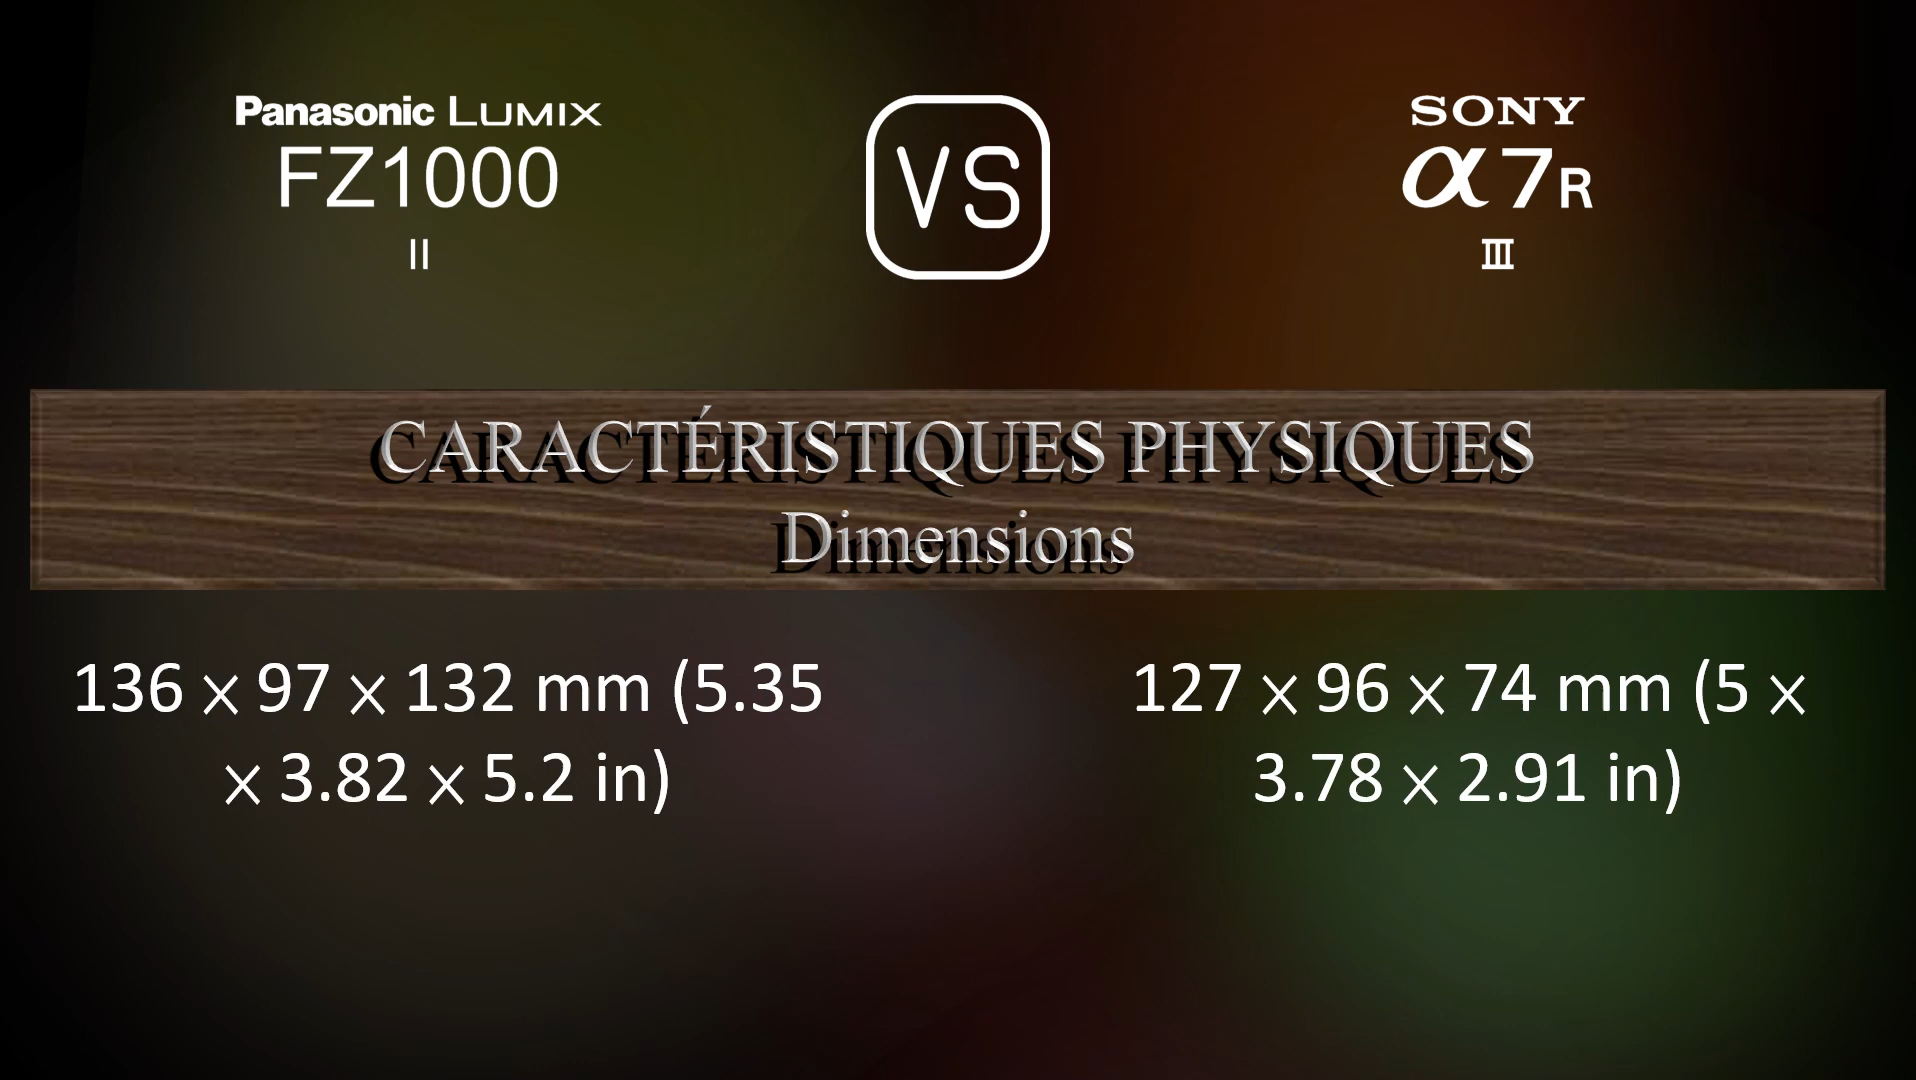 Panasonic LUMIX
FZ1000
II
VS
SONY
α7R
III
CARACTÉRISTIQUES PHYSIQUES
Dimensions
136 x 97 x 132 mm (5.35
x 3.82 x 5.2 in)
127 x 96 x 74 mm (5 x
3.78 x 2.91 in)